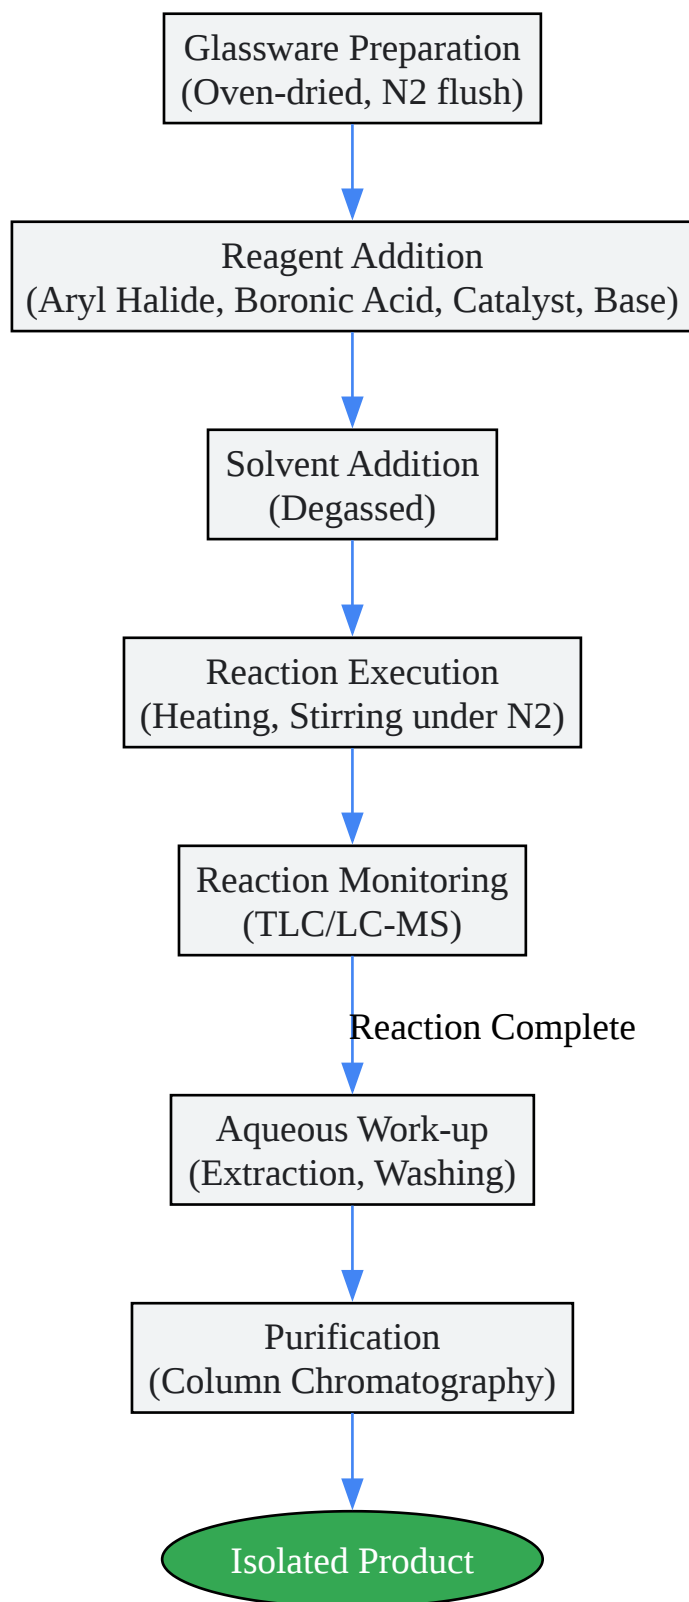 Glassware Preparation
(Oven-dried, N2 flush)
Reagent Addition
(Aryl Halide, Boronic Acid, Catalyst, Base)
Solvent Addition
(Degassed)
Reaction Execution
(Heating, Stirring under N2)
Reaction Monitoring
(TLC/LC-MS)
Reaction Complete
Aqueous Work-up
(Extraction, Washing)
Purification
(Column Chromatography)
Isolated Product